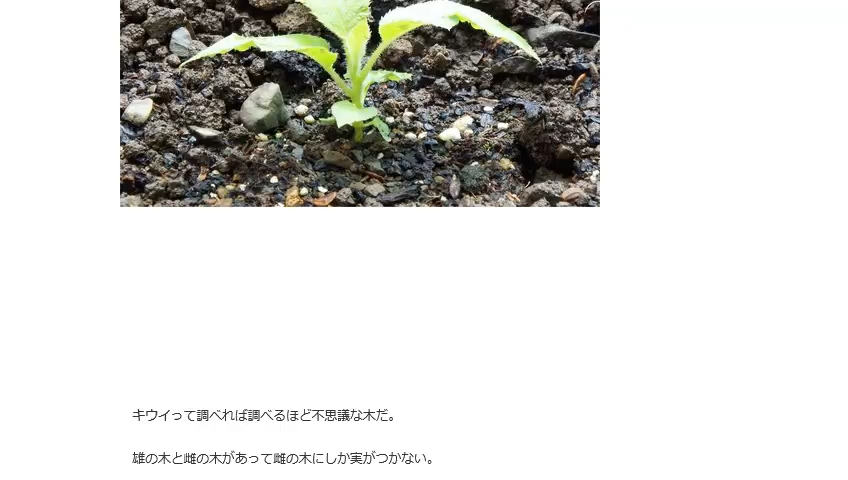 キウイって調べれば調べるほど不思議な木だ。
雄の木と雌の木があって雌の木にしか実がつかない。